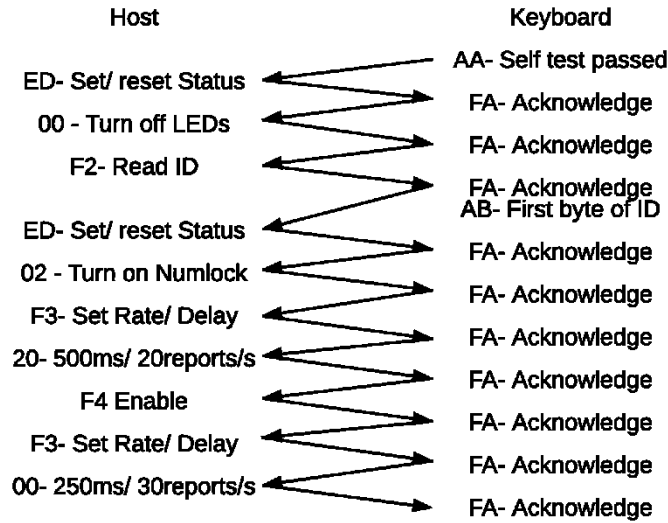 Host Keyboard
AA- Self test passed
ED- Set/ reset Status
FA- Acknowledge
00 - Turn off LEDs
FA- Acknowledge
F2- Read ID
FA- Acknowledge
AB- First byte of ID
ED- Set/ reset Status
FA- Acknowledge
02 - Turn on Numlock
FA- Acknowledge
F3- Set Rate/ Delay
FA- Acknowledge
20- 500ms/ 20reports/s
FA- Acknowledge
F4 Enable
FA- Acknowledge
F3- Set Rate/ Delay
FA- Acknowledge
00- 250ms/ 30reports/s
FA- Acknowledge